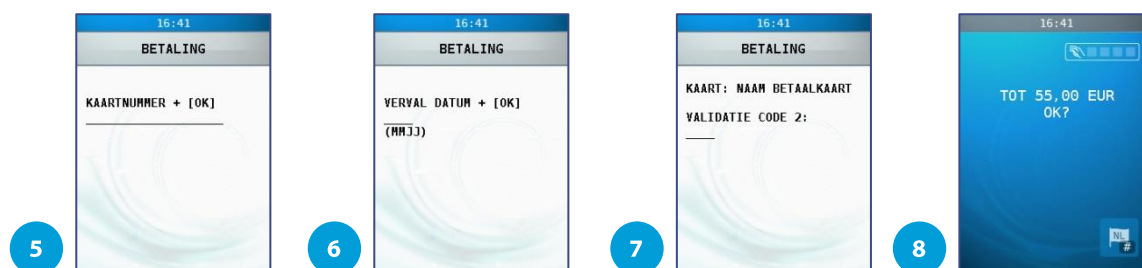 16:41
BETALING
KAARTNUMMER + [OK]
5
16:41
BETALING
VERVAL DATUM + [OK]
(MMJJ)
6
16:41
BETALING
KAART: NAAM BETAALKAART
VALIDATIE CODE 2:
7
16:41
TOT 55,00 EUR
OK?
NL
#
8